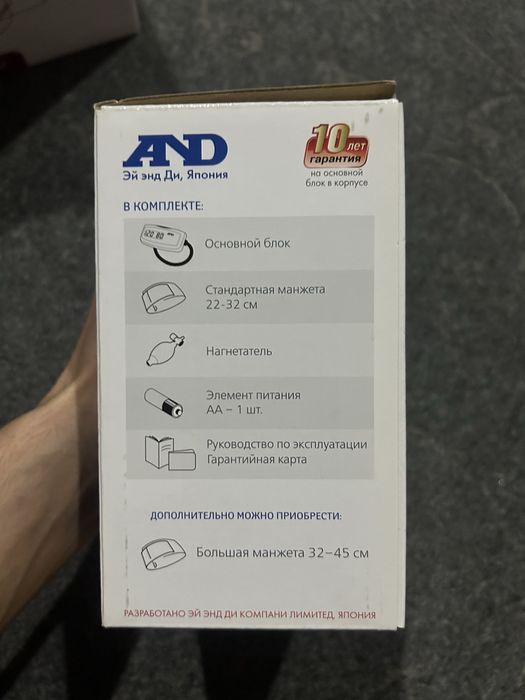 AND
Эй энд Ди, Япония
10 лет
гарантия
на основной
блок в корпусе
В КОМПЛЕКТЕ:
Основной блок
Стандартная манжета
22-32 см
Нагнетатель
Элемент питания
АА – 1 шт.
Руководство по эксплуатации
Гарантийная карта
ДОПОЛНИТЕЛЬНО МОЖНО ПРИОБРЕСТИ:
Большая манжета 32–45 см
РАЗРАБОТАНО ЭЙ ЭНД ДИ КОМПАНИ ЛИМИТЕД, ЯПОНИЯ